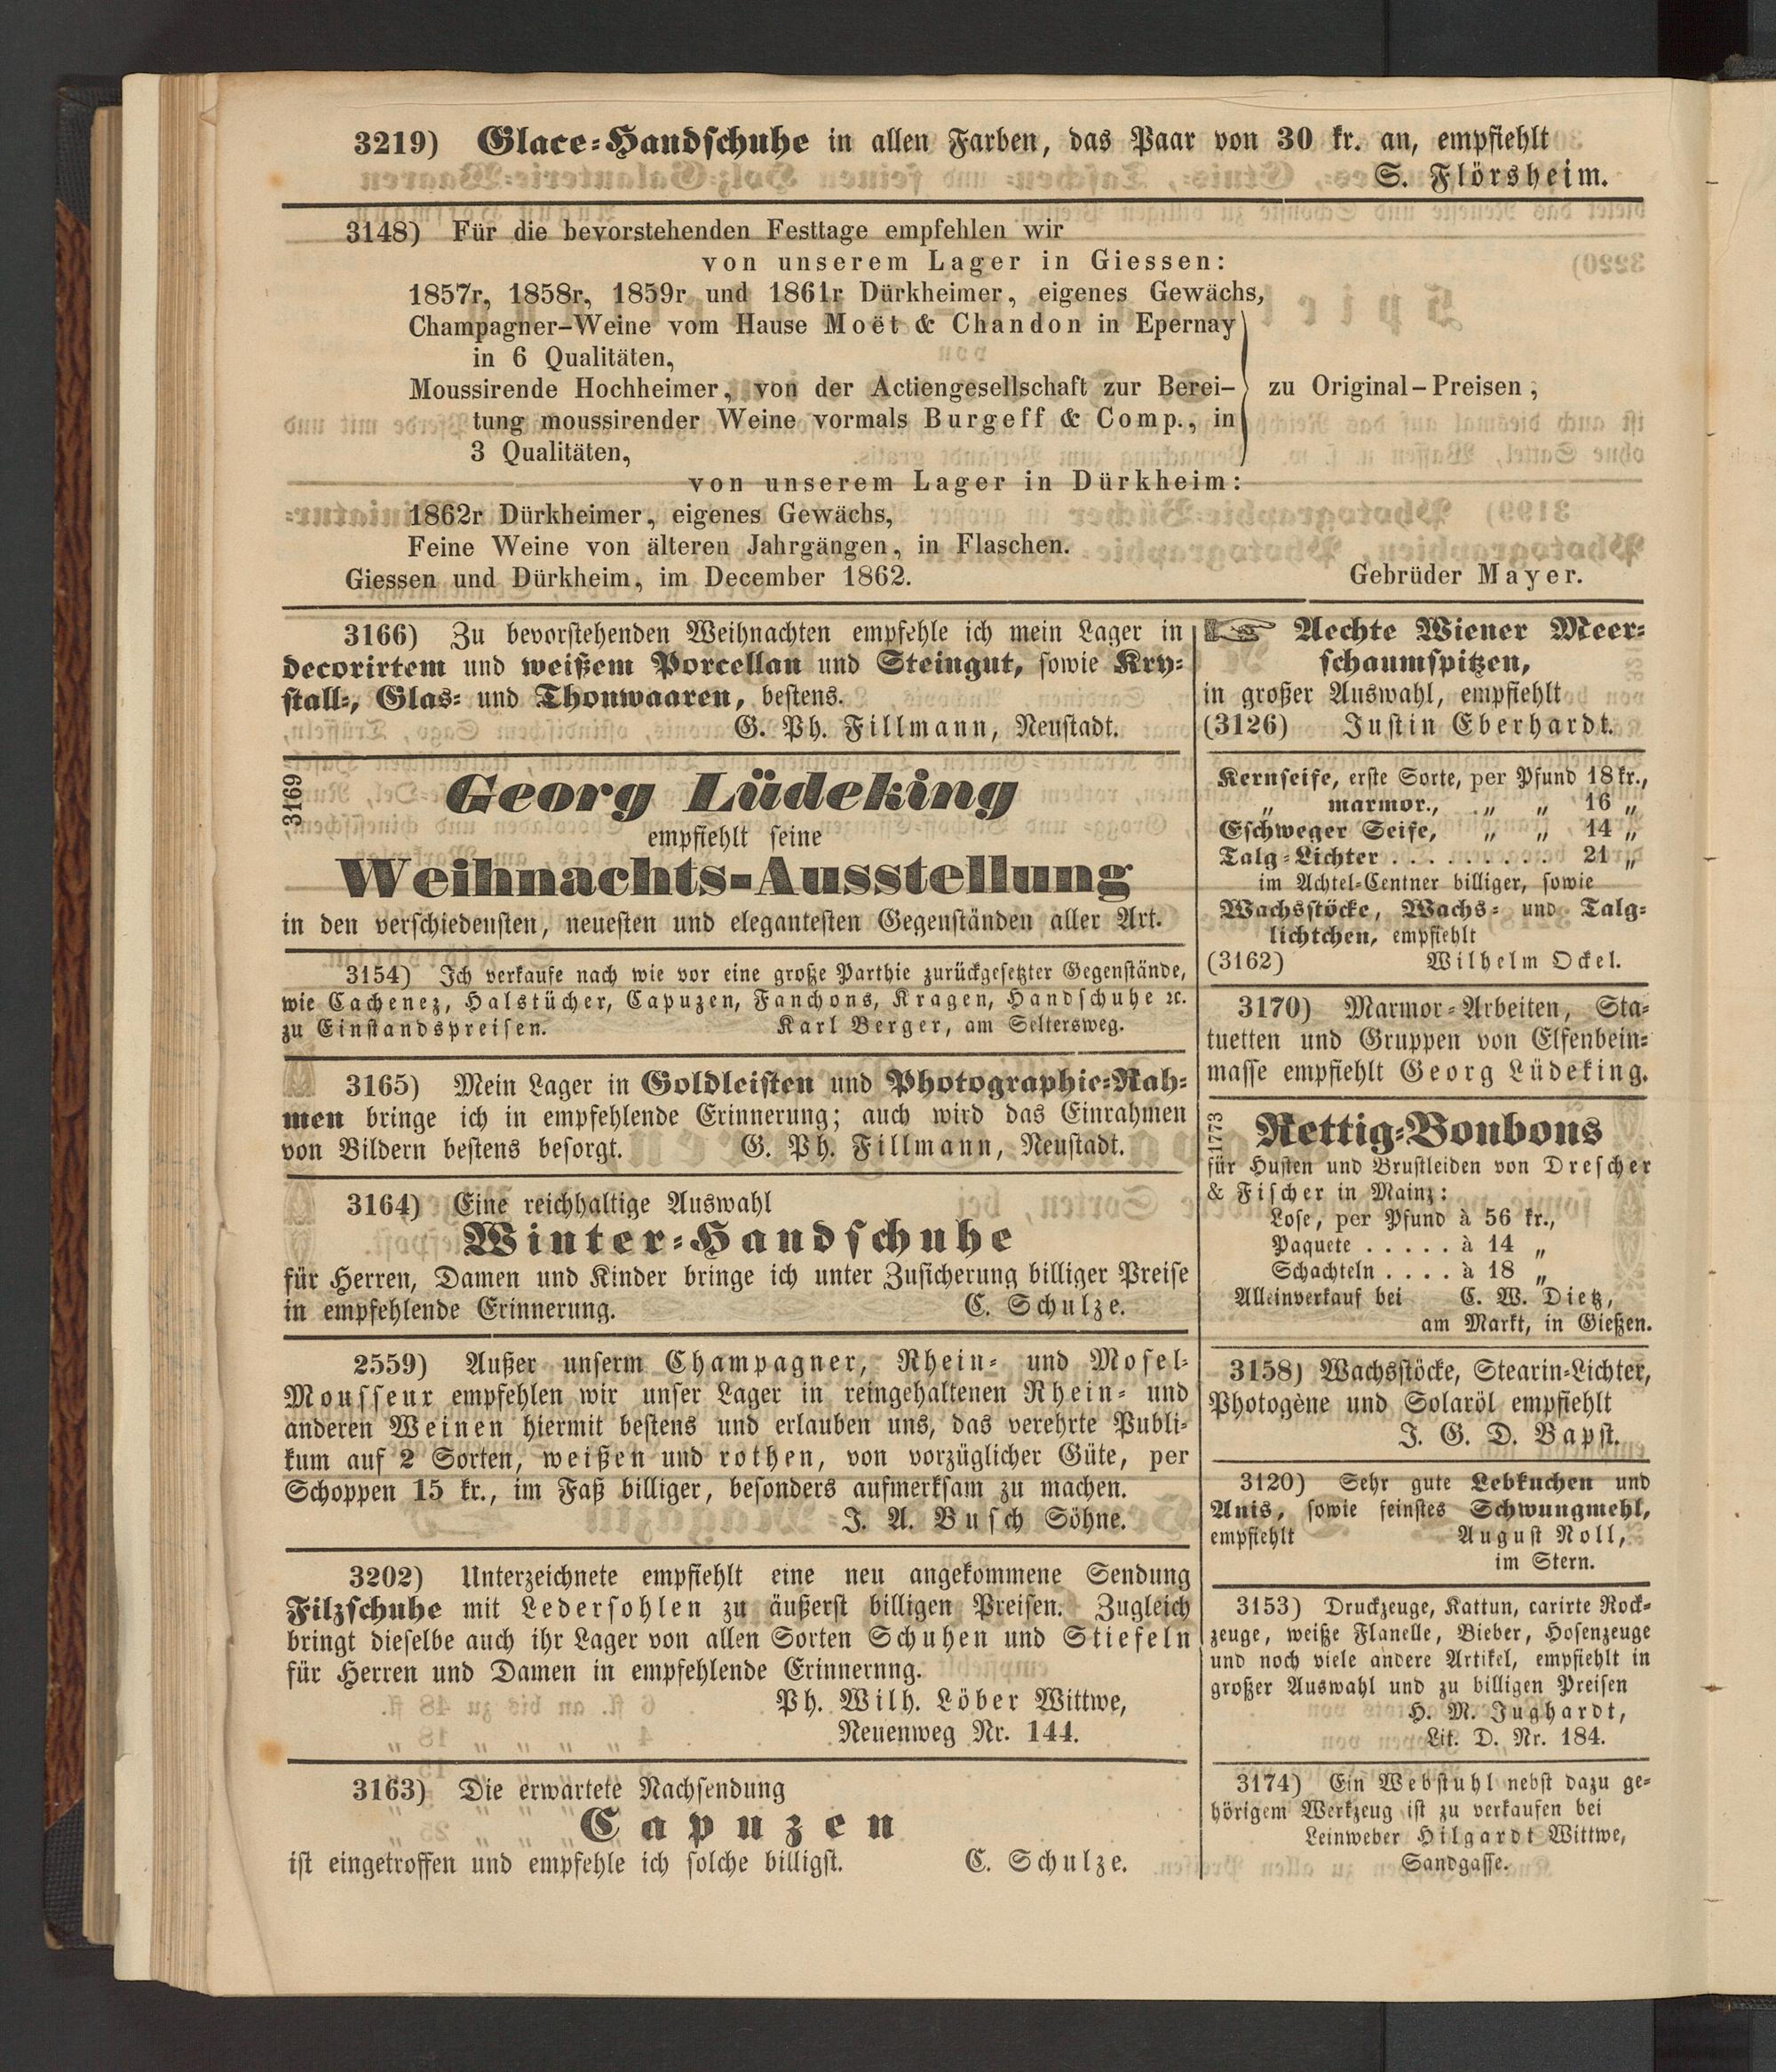 3219) Glace=Handschuhe in allen Farben, das Paar von 30 kr. an, empfiehlt
S. Flörsheim.
3148) Für die bevorstehenden Festtage empfehlen wir
von unserem Lager in Giessen:
1857r, 1858r, 1859r und 1861r Dürkheimer, eigenes Gewächs,
Champagner-Weine vom Hause Moët & Chandon in Epernay
in 6 Qualitäten,
Moussirende Hochheimer, von der Actiengesellschaft zur Berei-
tung moussirender Weine vormals Burgeff & Comp., in
3 Qualitäten,
zu Original-Preisen,
von unserem Lager in Dürkheim:
1862r Dürkheimer, eigenes Gewächs,
Feine Weine von älteren Jahrgängen, in Flaschen.
Giessen und Dürkheim, im December 1862. Gebrüder Mayer.
3166) Zu bevorstehenden Weihnachten empfehle ich mein Lager in
decorirtem und weißem Porcellan und Steingut, sowie Kry=
stall=, Glas= und Thonwaaren, bestens.
G. Ph. Fillmann, Neustadt.
3169
Georg Lüdeking
empfiehlt seine
Weihnachts-Ausstellung
in den verschiedensten, neuesten und elegantesten Gegenständen aller Art.
3154) Ich verkaufe nach wie vor eine große Parthie zurückgesetzter Gegenstände,
wie Cachenez, Halstücher, Capuzen, Fanchons, Kragen, Handschuhe ꝛc.
zu Einstandspreisen. Karl Berger, am Seltersweg.
3165) Mein Lager in Goldleisten und Photographie=Rah=
men bringe ich in empfehlende Erinnerung; auch wird das Einrahmen
von Bildern bestens besorgt. G. Ph. Fillmann, Neustadt.
3164) Eine reichhaltige Auswahl
Winter=Handschuhe
für Herren, Damen und Kinder bringe ich unter Zusicherung billiger Preise
in empfehlende Erinnerung. C. Schulze.
2559) Außer unserm Champagner, Rhein= und Mosel=
Mousseur empfehlen wir unser Lager in reingehaltenen Rhein= und
anderen Weinen hiermit bestens und erlauben uns, das verehrte Publi=
kum auf 2 Sorten, weißen und rothen, von vorzüglicher Güte, per
Schoppen 15 kr., im Faß billiger, besonders aufmerksam zu machen.
J. A. Busch Söhne.
3202) Unterzeichnete empfiehlt eine neu angekommene Sendung
Filzschuhe mit Ledersohlen zu äußerst billigen Preisen. Zugleich
bringt dieselbe auch ihr Lager von allen Sorten Schuhen und Stiefeln
für Herren und Damen in empfehlende Erinnernng.
Ph. Wilh. Löber Wittwe,
Neuenweg Nr. 144.
3163) Die erwartete Nachsendung
Capuzen
ist eingetroffen und empfehle ich solche billigst. C. Schulze.
☞ Aechte Wiener Meer=
schaumspitzen,
in großer Auswahl, empfiehlt
(3126) Justin Eberhardt.
Kernseife, erste Sorte, per Pfund 18 kr.,
„ marmor., „ „ 16 „
Eschweger Seife, „ „ 14 „
Talg=Lichter . . . . . . . . . 21 „
im Achtel=Centner billiger, sowie
Wachsstöcke, Wachs= und Talg=
lichtchen, empfiehlt
(3162) Wilhelm Ockel.
3170) Marmor=Arbeiten, Sta=
tuetten und Gruppen von Elfenbein=
masse empfiehlt Georg Lüdeking.
1773
Rettig=Bonbons
für Husten und Brustleiden von Drescher
& Fischer in Mainz:
Lose, per Pfund à 56 kr.,
Paquete . . . . . à 14 „
Schachteln . . . . à 18 „
Alleinverkauf bei C. W. Dietz,
am Markt, in Gießen.
3158) Wachsstöcke, Stearin=Lichter,
Photogène und Solaröl empfiehlt
J. G. D. Bapst.
3120) Sehr gute Lebkuchen und
Anis, sowie feinstes Schwungmehl,
empfiehlt August Noll,
im Stern.
3153) Druckzeuge, Kattun, carirte Rock=
zeuge, weiße Flanelle, Bieber, Hosenzeuge
und noch viele andere Artikel, empfiehlt in
großer Auswahl und zu billigen Preisen
H. M. Jughardt,
Lit. D. Nr. 184.
3174) Ein Webstuhl nebst dazu ge=
hörigem Werkzeug ist zu verkaufen bei
Leinweber Hilgardt Wittwe,
Sandgasse.